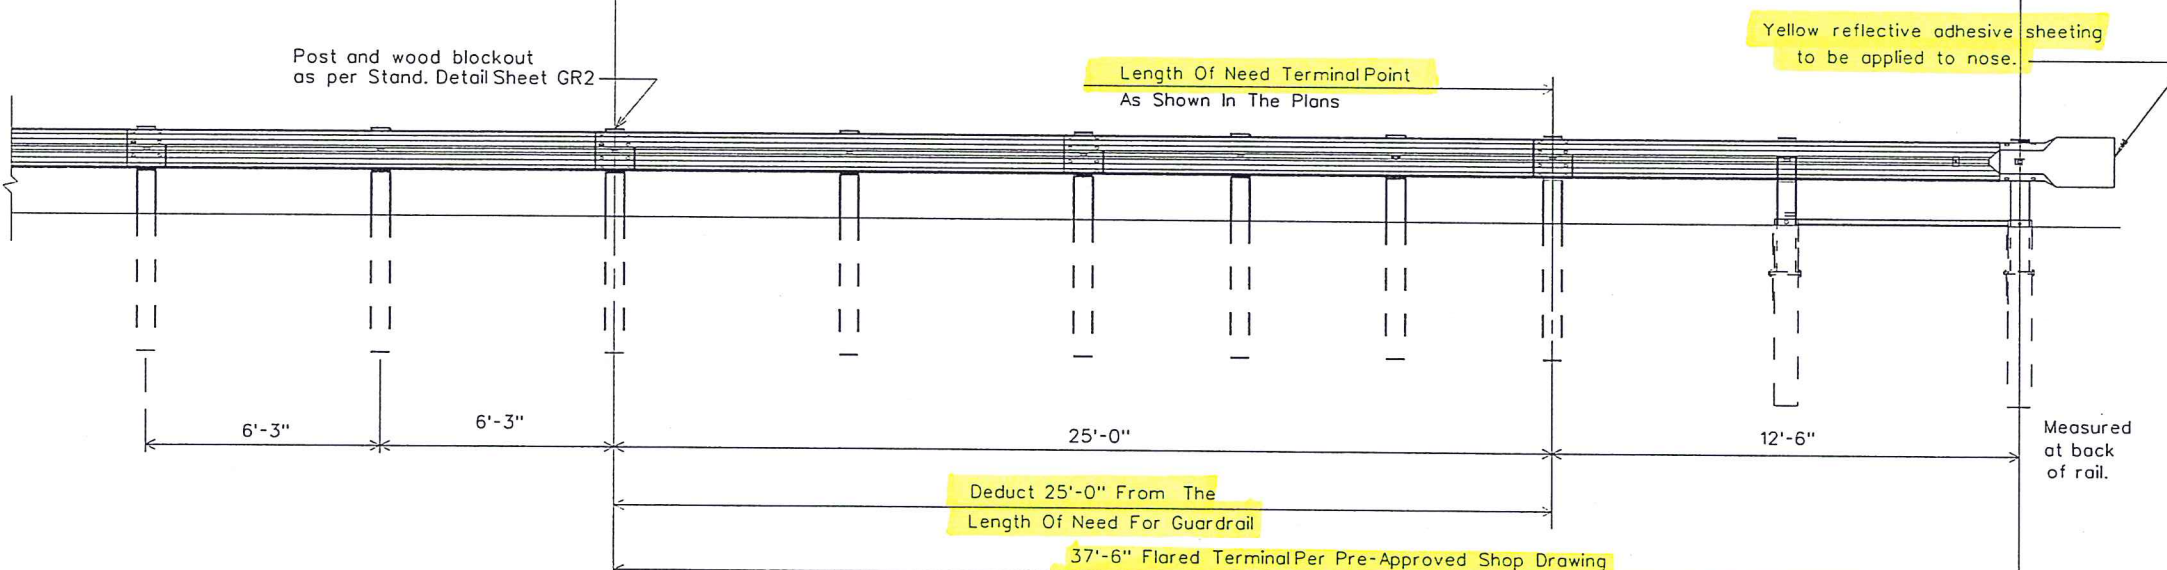 Post and wood blockout
as per Stand. Detail Sheet GR2
Length Of Need Terminal Point
As Shown In The Plans
Yellow reflective adhesive sheeting
to be applied to nose.
6'-3"
6'-3"
25'-0"
12'-6"
Measured
at back
of rail.
Deduct 25'-0" From The
Length Of Need For Guardrail
37'-6" Flared Terminal Per Pre-Approved Shop Drawing